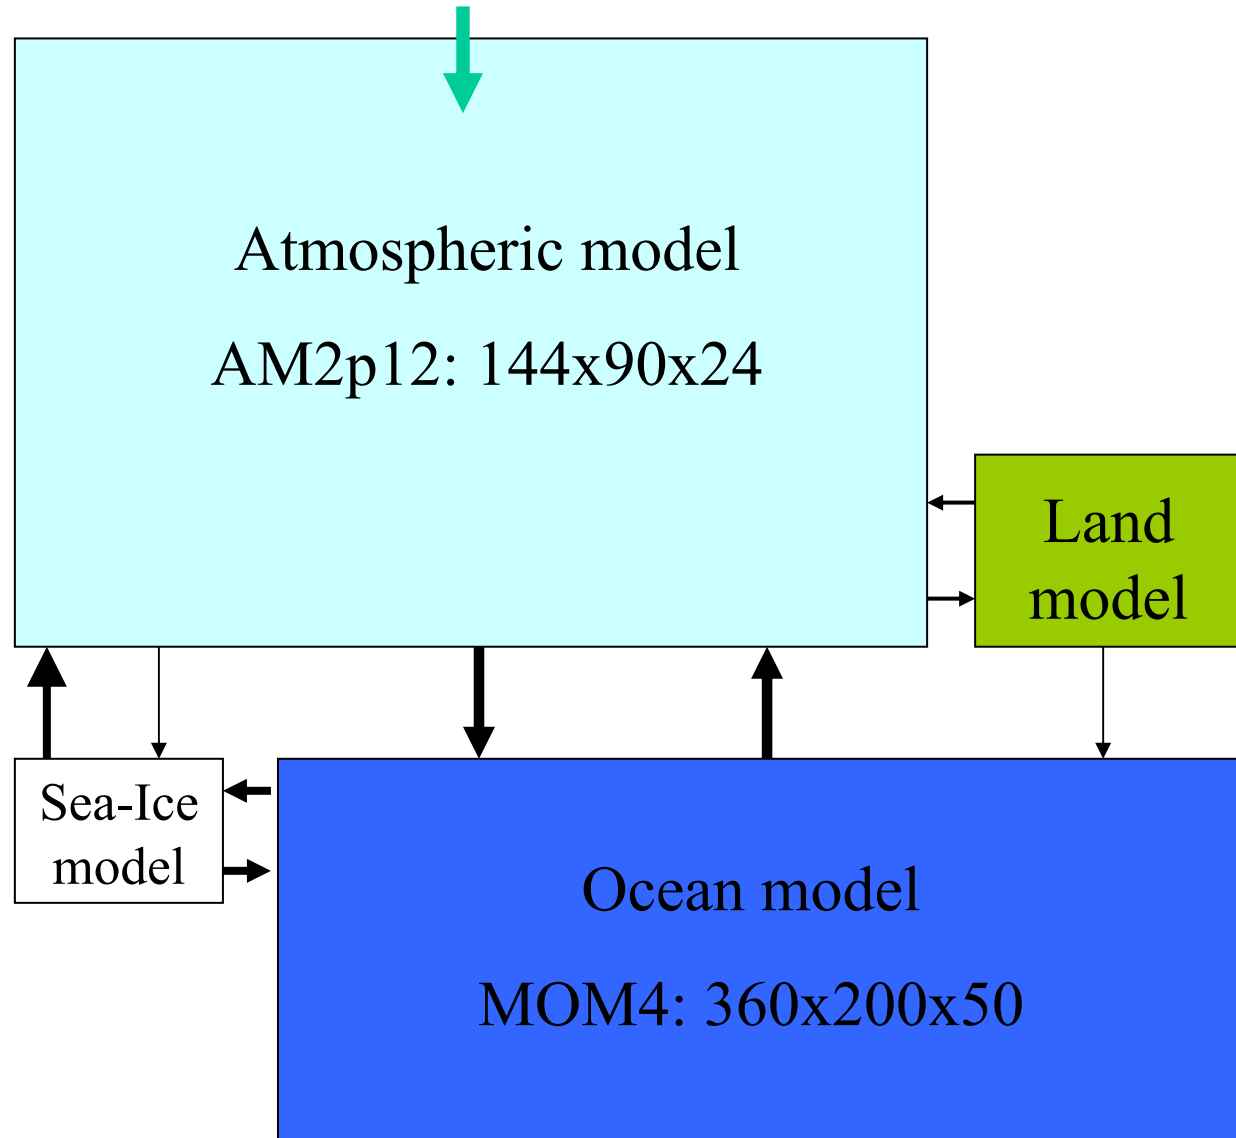 Atmospheric model
AM2p12: 144x90x24
Land
model
Sea-Ice
model
Ocean model
MOM4: 360x200x50